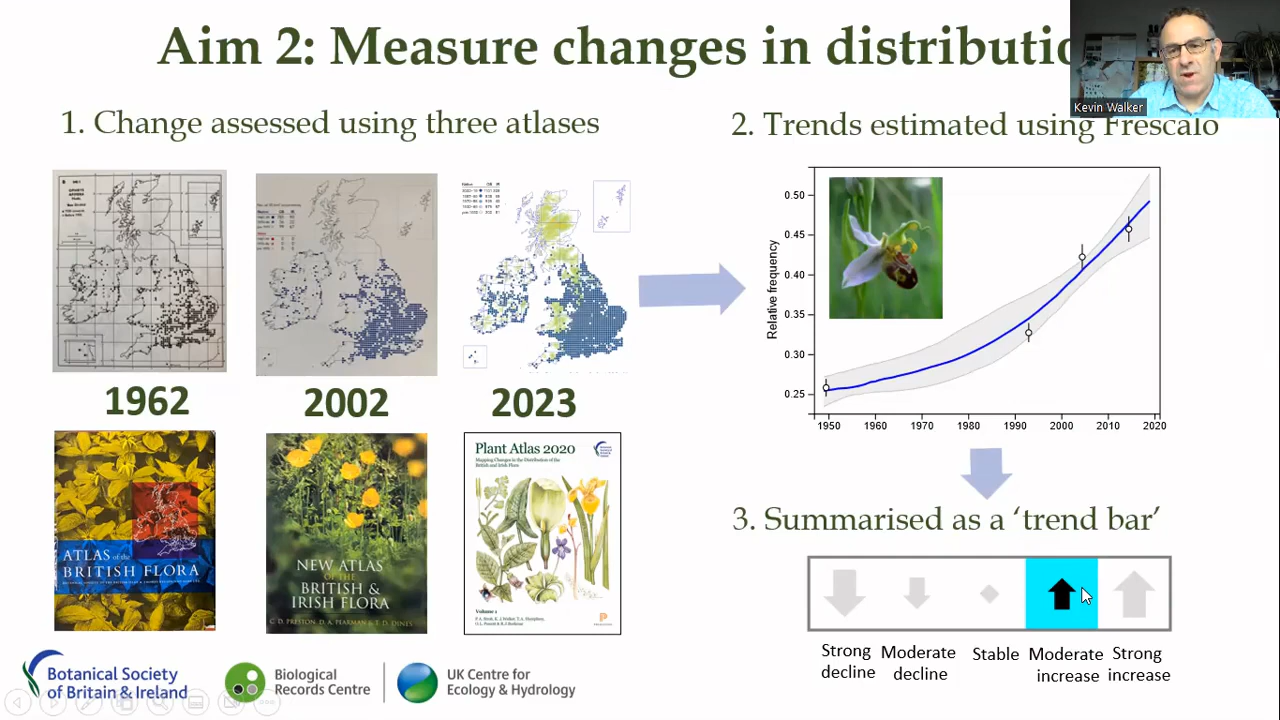 Aim 2: Measure changes in distributio
Kevin Walker
1. Change assessed using three atlases
2. Trends estimated using Frescalo
1962
2002
2023
ATLAS of the
BRITISH FLORA
NEW ATLAS
OF THE
BRITISH &
IRISH FLORA
C. D. PRESTON, D. A. PEARMAN & T. D. DINES
Plant Atlas 2020
Mapping Changes in the Distribution of the
British and Irish Flora
Volume 1
Relative frequency
0.50
0.45
0.40
0.35
0.30
0.25
1950 1960 1970 1980 1990 2000 2010 2020
3. Summarised as a ‘trend bar’
Strong decline
Moderate decline
Stable
Moderate increase
Strong increase
Botanical Society
of Britain & Ireland
Biological
Records Centre
UK Centre for
Ecology & Hydrology